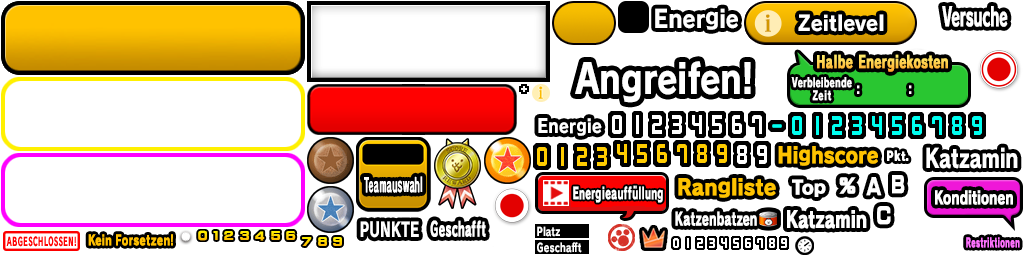 Energie
Zeitlevel
Versuche
Angreifen!
Halbe Energiekosten
Verbleibende
Zeit : :
Energie 01234567-0123456789
0123456789 89 Highscore Pkt. Katzamin
Teamauswahl
Energieauffüllung
Rangliste Top % A B
Konditionen
PUNKTE Geschafft
Katzenbatzen Katzamin C
Platz
Geschafft
0123456789
ABGESCHLOSSEN! Kein Forsetzen! 0123456789
Restriktionen